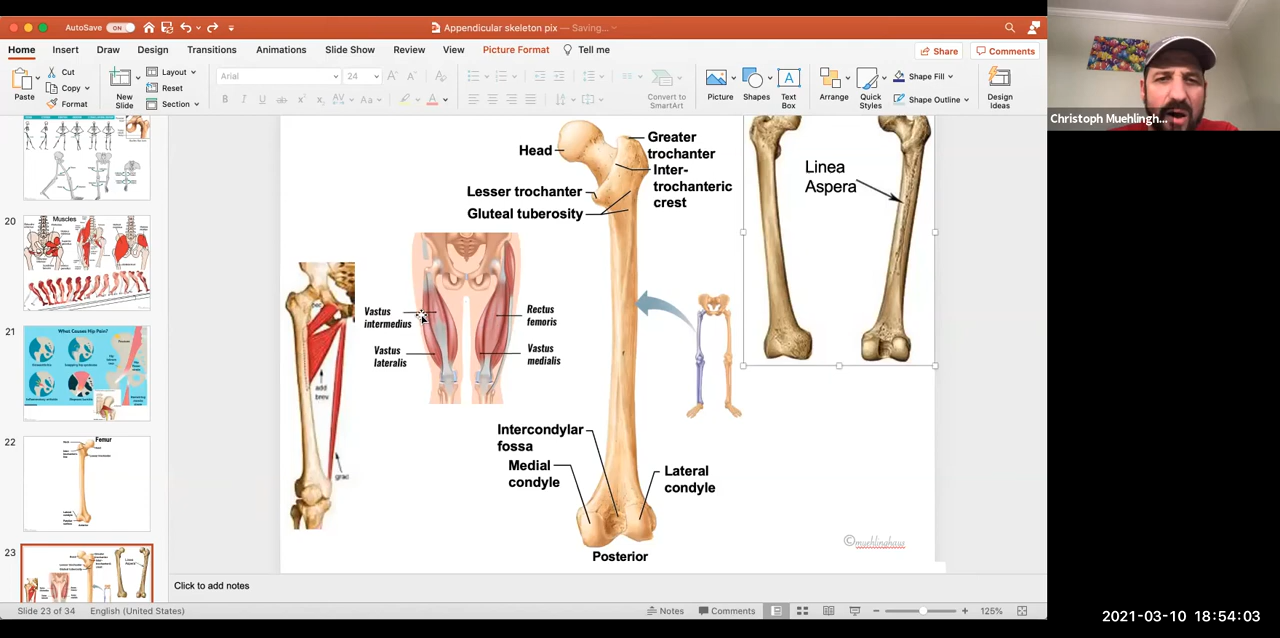 AutoSave ON
Appendicular skeleton pix — Saving...
Home Insert Draw Design Transitions Animations Slide Show Review View Picture Format Tell me
Share Comments
Paste
Cut
Copy
Format
New Slide
Layout
Reset
Section
Arial 24
Convert to SmartArt
Picture
Shapes
Text Box
Arrange
Quick Styles
Shape Fill
Shape Outline
Design Ideas
Christoph Muehlingh...
20
Muscles
21
What Causes Hip Pain?
22
Femur
23
Head
Greater
trochanter
Inter-
trochanteric
crest
Lesser trochanter
Gluteal tuberosity
Linea
Aspera
Vastus
intermedius
Rectus
femoris
Vastus
lateralis
Vastus
medialis
add
brev
Intercondylar
fossa
Medial
condyle
Lateral
condyle
Posterior
©muehlinghaus
Click to add notes
Slide 23 of 34 English (United States)
Notes Comments
125%
2021-03-10 18:54:03